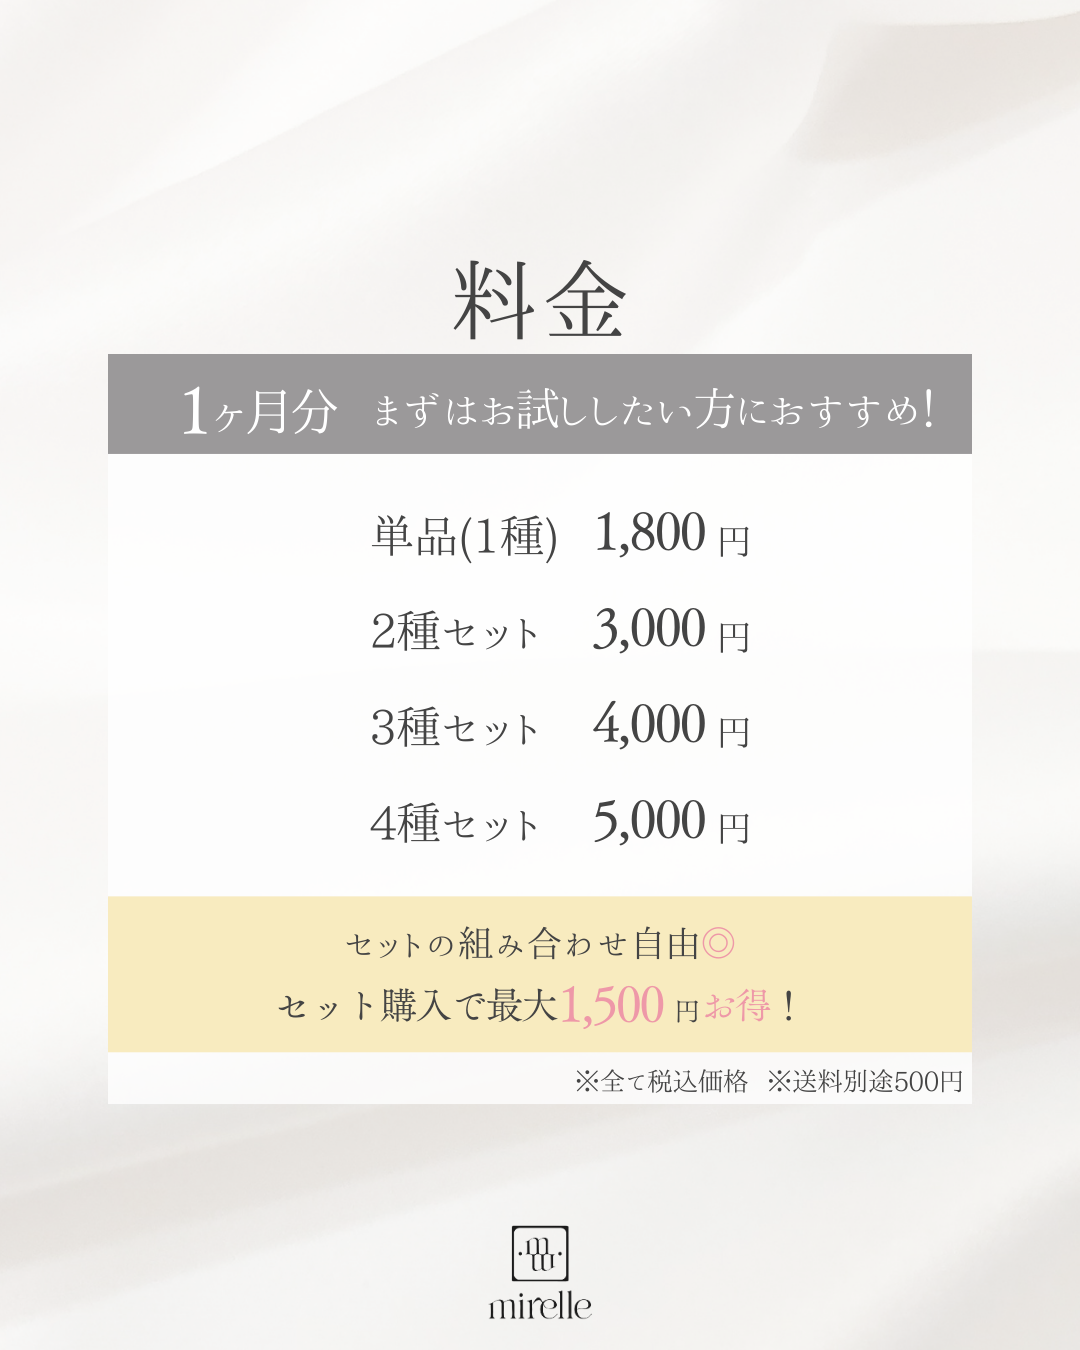 料金
1ヶ月分 まずはお試ししたい方におすすめ!
単品(1種) 1,800 円
2種セット 3,000 円
3種セット 4,000 円
4種セット 5,000 円
セットの組み合わせ自由◎
セット購入で最大1,500 円お得!
※全て税込価格 ※送料別途500円
m m
mirelle